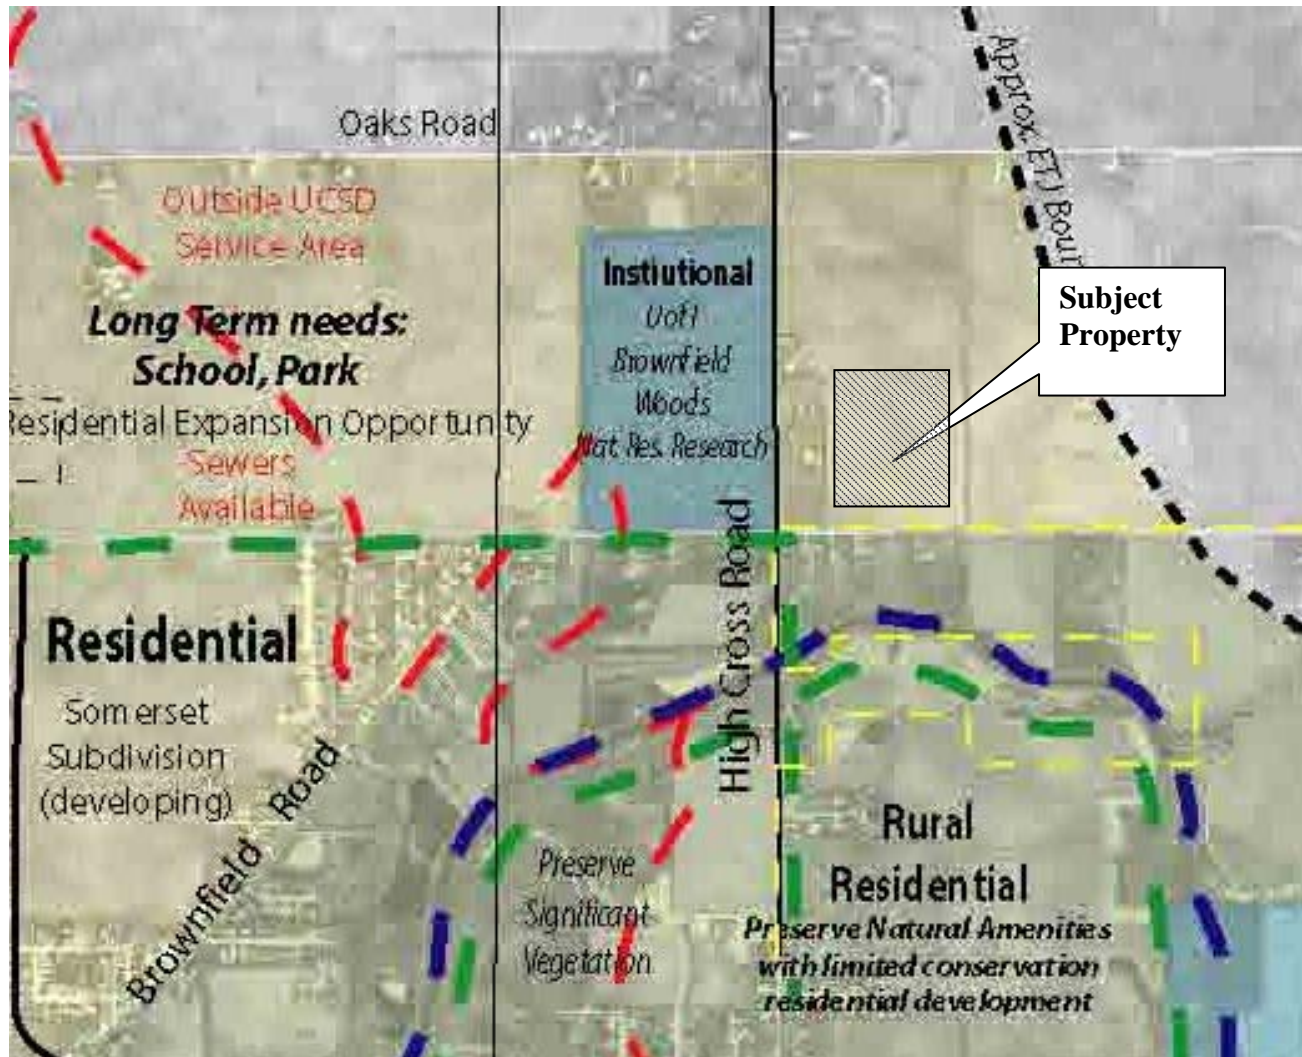 Oaks Road
Approx. ETJ Boun
Outside UCSD
Service Area
Long Term needs:
School, Park
Residential Expansion Opportunity
Sewers
Available
Instiutional
UofI
Brownfield
Woods
Nat Res. Research
Subject
Property
High Cross Road
Residential
Somerset
Subdivision
(developing)
Brownfield Road
Preserve
Significant
Vegetation
Rural
Residential
Preserve Natural Amenities
with limited conservation
residential development